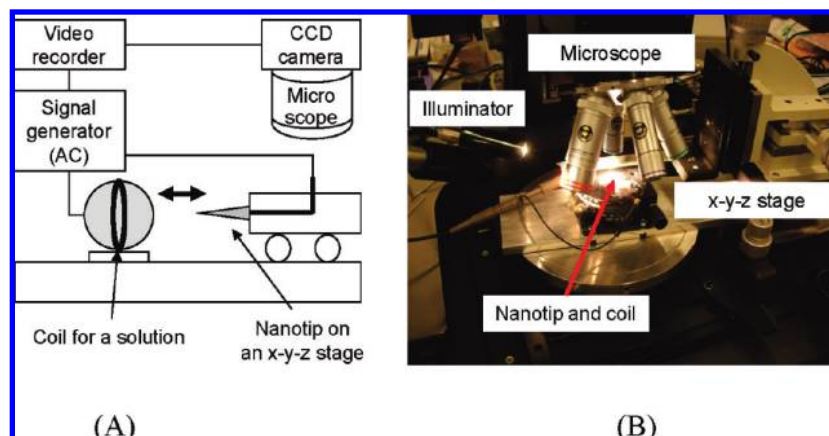 Video
recorder
CCD
camera
Micro
scope
Signal
generator
(AC)
Coil for a solution
Nanotip on
an x-y-z stage
(A)
Microscope
Illuminator
x-y-z stage
Nanotip and coil
(B)